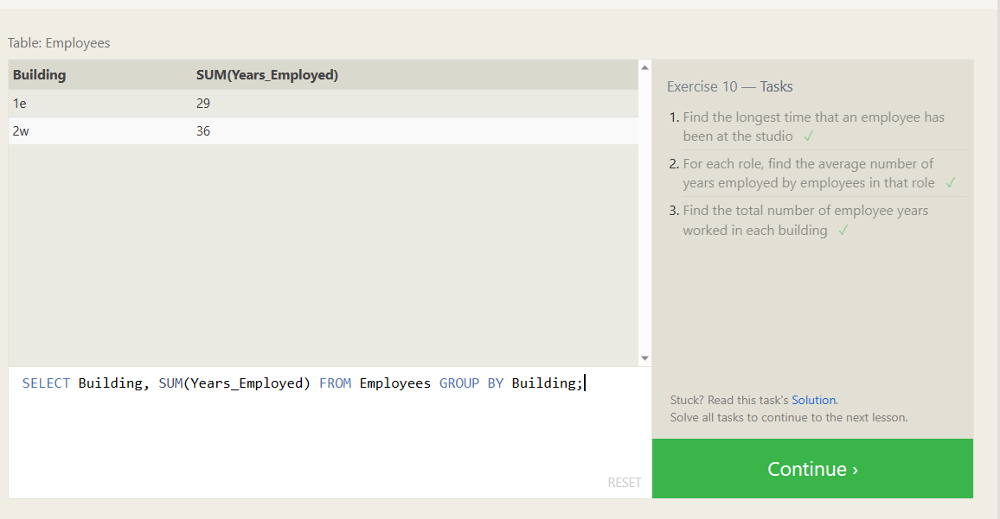 Table: Employees
Building SUM(Years_Employed)
1e 29
2w 36
SELECT Building, SUM(Years_Employed) FROM Employees GROUP BY Building;
RESET
Exercise 10 — Tasks
1. Find the longest time that an employee has
been at the studio ✓
2. For each role, find the average number of
years employed by employees in that role ✓
3. Find the total number of employee years
worked in each building ✓
Stuck? Read this task's Solution.
Solve all tasks to continue to the next lesson.
Continue ›